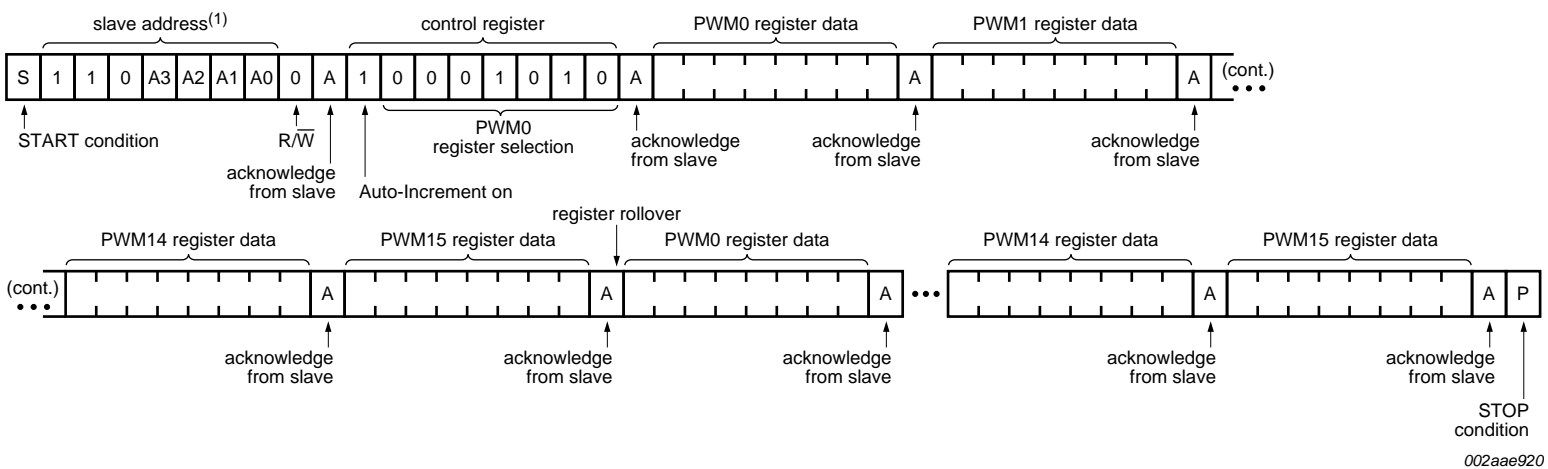 slave address(1) control register PWM0 register data PWM1 register data
S 1 1 0 A3 A2 A1 A0 0 A 1 0 0 0 1 0 1 0 A A A (cont.)
START condition R/W̅ PWM0 register selection acknowledge from slave acknowledge from slave acknowledge from slave
acknowledge from slave Auto-Increment on
register rollover
PWM14 register data PWM15 register data PWM0 register data PWM14 register data PWM15 register data
(cont.) A A A A A P
acknowledge from slave acknowledge from slave acknowledge from slave acknowledge from slave acknowledge from slave
STOP
condition
002aae920